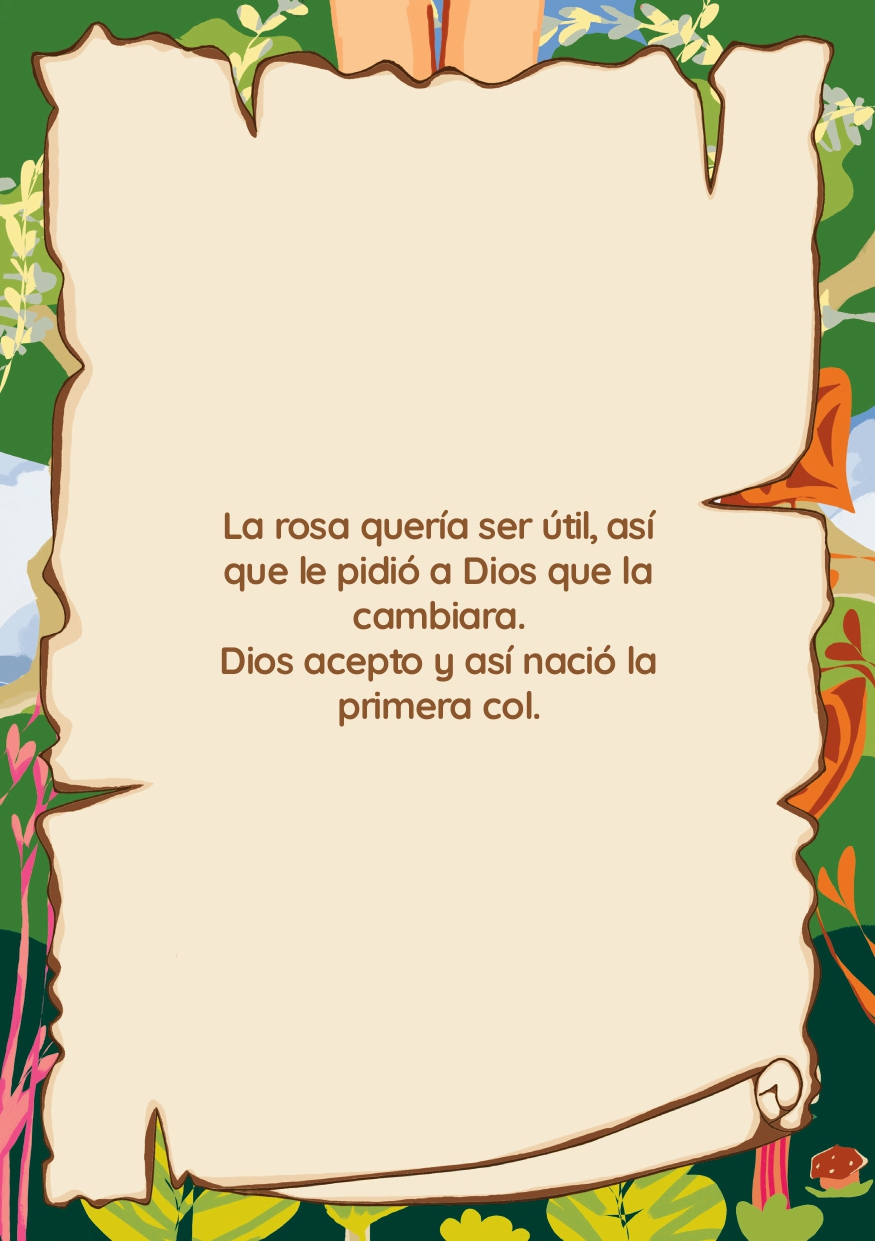 La rosa quería ser útil, así
que le pidió a Dios que la
cambiara.
Dios acepto y así nació la
primera col.